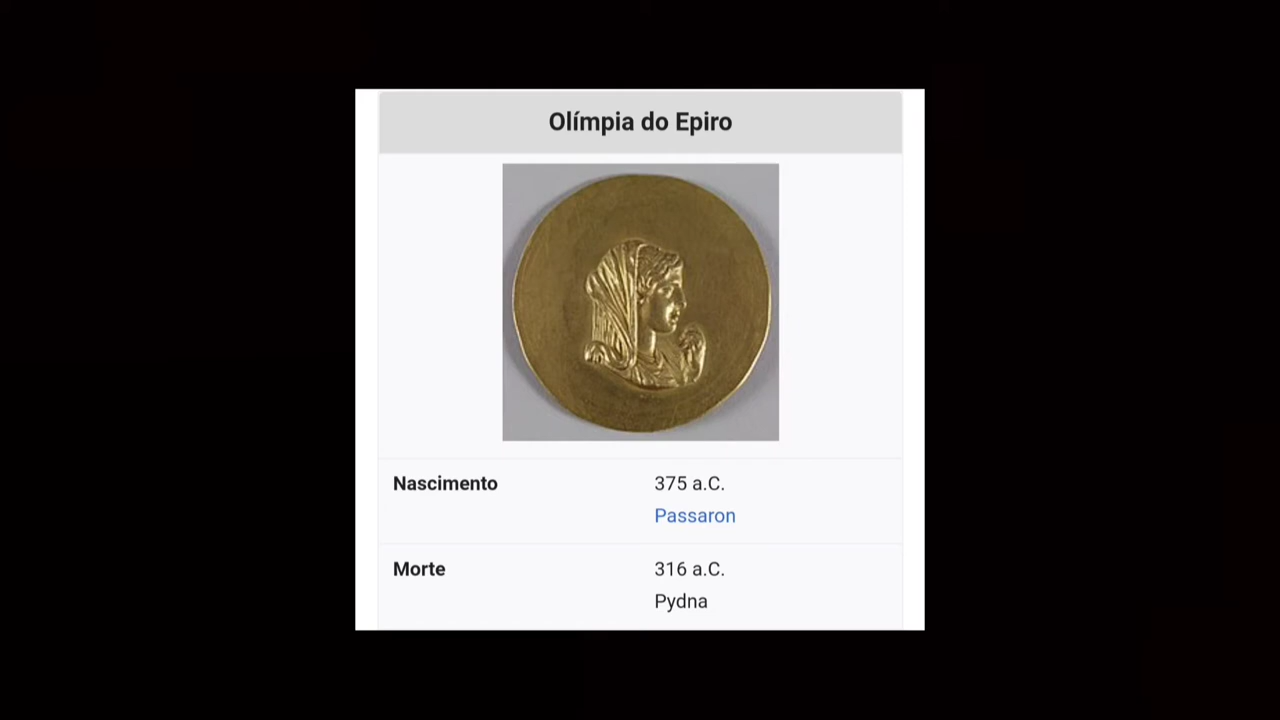 Olímpia do Epiro
Nascimento 375 a.C.
Passaron
Morte 316 a.C.
Pydna